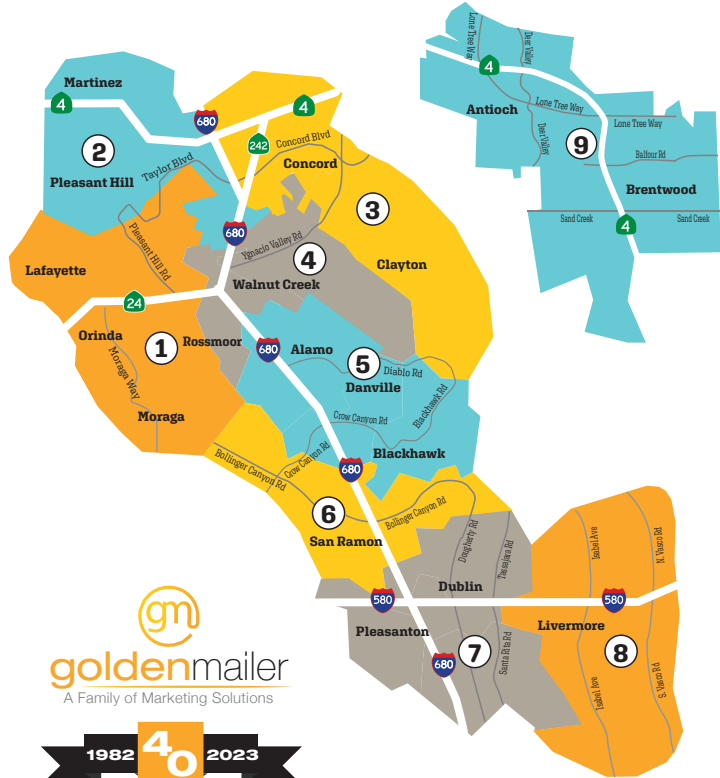 Martinez
4
680
4
2
Pleasant Hill
Taylor Blvd
242
Concord Blvd
Concord
3
Pleasant Hill Rd
680
Ygnacio Valley Rd
4
Walnut Creek
Clayton
Lafayette
24
Orinda
1
Rossmoor
Moraga Way
Moraga
680
Alamo
5
Diablo Rd
Danville
Blackhawk Rd
Crow Canyon Rd
Crow Canyon Rd
Blackhawk
680
Bollinger Canyon Rd
6
San Ramon
Bollinger Canyon Rd
Dougherty Rd
Tassajara Rd
Dublin
580
Pleasanton
7
680
Santa Rita Rd
Isabel Ave
N. Vasco Rd
580
Livermore
8
Isabel Ave
S. Vasco Rd
Lone Tree Way
Deer Valley
4
Antioch
Lone Tree Way
Lone Tree Way
Deer Valley
9
Balfour Rd
Brentwood
Sand Creek
Sand Creek
4
gm
goldenmailer
A Family of Marketing Solutions
1982 40 2023